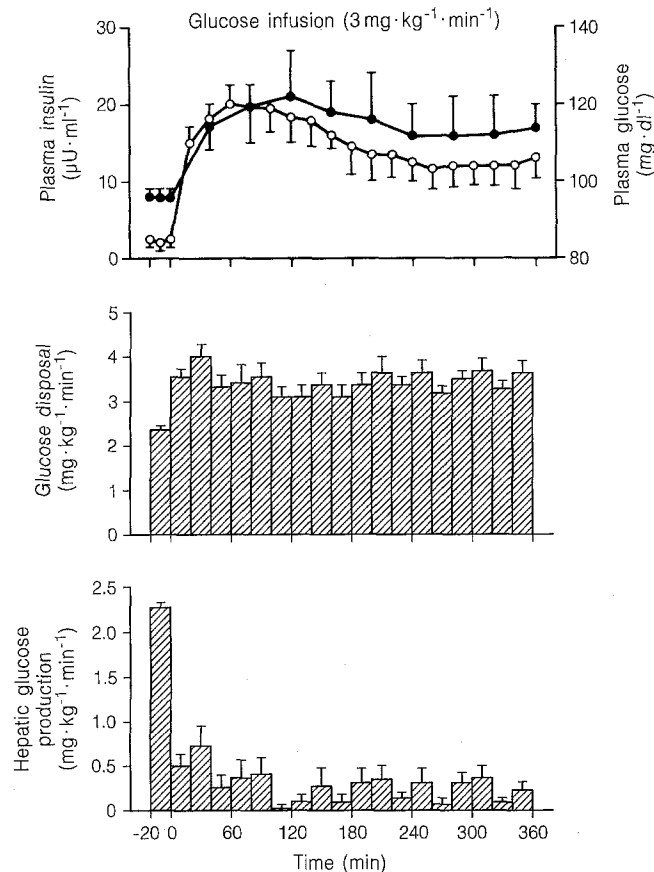 Glucose infusion (3 mg·kg⁻¹·min⁻¹)
Plasma insulin
(µU·ml⁻¹)
30
20
10
0
Plasma glucose
(mg·dl⁻¹)
140
120
100
80
Glucose disposal
(mg·kg⁻¹·min⁻¹)
5
4
3
2
1
0
Hepatic glucose
production
(mg·kg⁻¹·min⁻¹)
2.5
2.0
1.5
1.0
0.5
0
-20 0 60 120 180 240 300 360
Time (min)